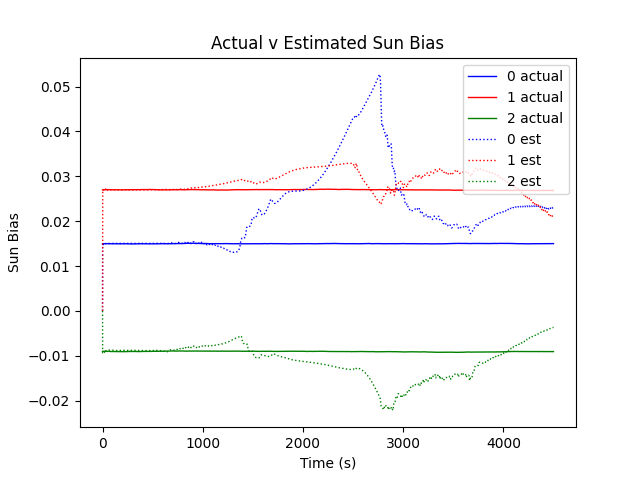 Actual v Estimated Sun Bias
0.05
0.04
0.03
0.02
0.01
0.00
−0.01
−0.02
Sun Bias
0 actual
1 actual
2 actual
0 est
1 est
2 est
0 1000 2000 3000 4000
Time (s)